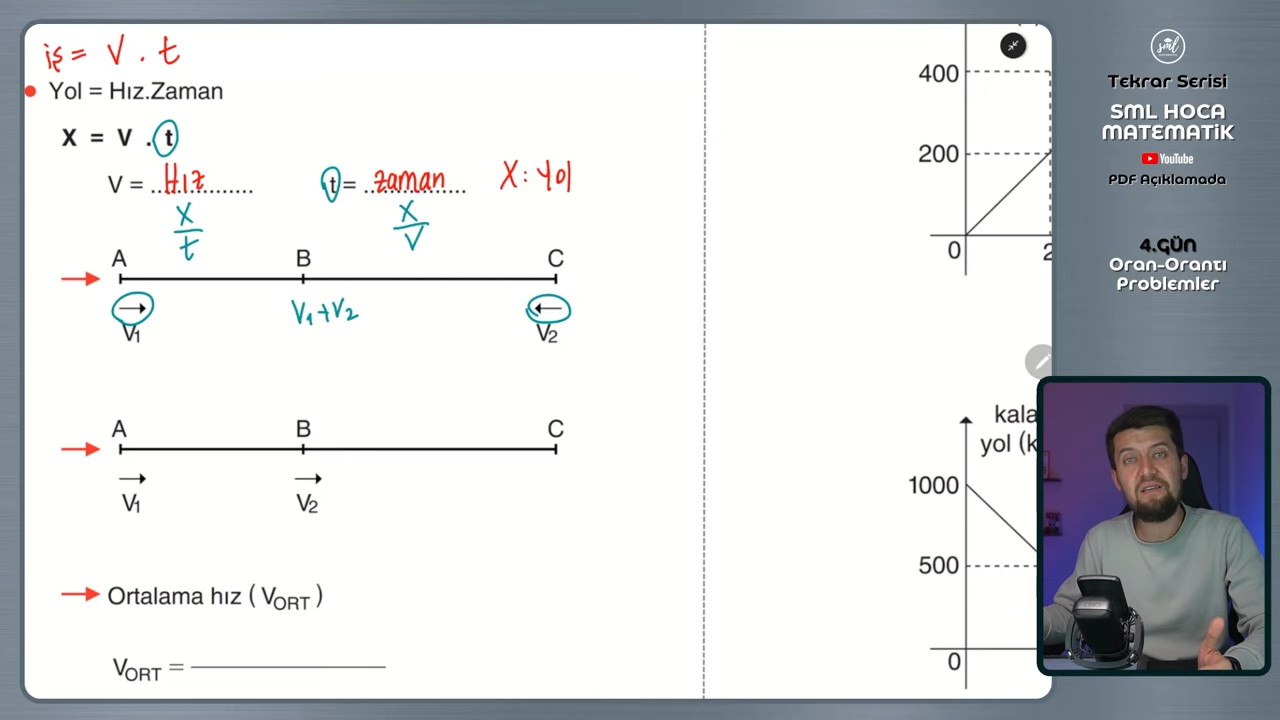 iş = V . t
Yol = Hız.Zaman
X = V . t
V = Hız t = zaman X : Yol
X/t X/V
A B C
V1 V1+V2 V2
A B C
V1 V2
Ortalama hız ( VORT )
VORT =
400
200
0 2
kala
yol (k
1000
500
0
sml
Tekrar Serisi
SML HOCA
MATEMATİK
YouTube
PDF Açıklamada
4.GÜN
Oran-Orantı
Problemler